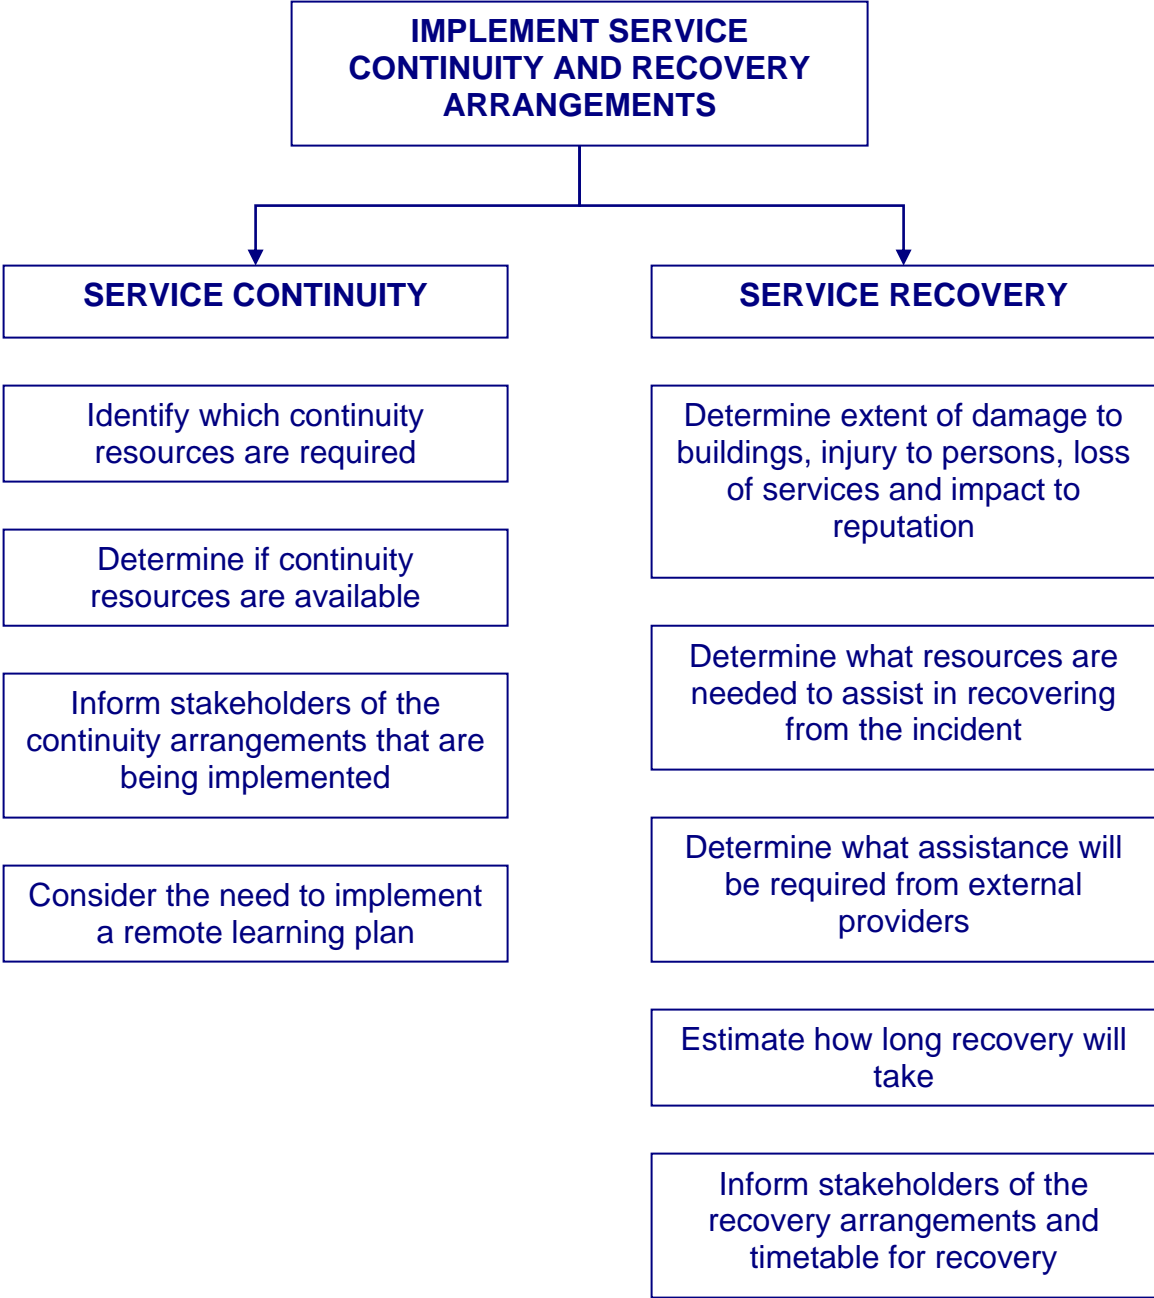 IMPLEMENT SERVICE
CONTINUITY AND RECOVERY
ARRANGEMENTS
SERVICE CONTINUITY
Identify which continuity
resources are required
Determine if continuity
resources are available
Inform stakeholders of the
continuity arrangements that are
being implemented
Consider the need to implement
a remote learning plan
SERVICE RECOVERY
Determine extent of damage to
buildings, injury to persons, loss
of services and impact to
reputation
Determine what resources are
needed to assist in recovering
from the incident
Determine what assistance will
be required from external
providers
Estimate how long recovery will
take
Inform stakeholders of the
recovery arrangements and
timetable for recovery